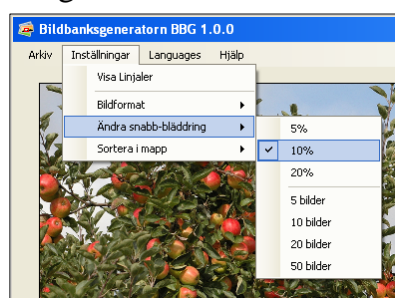 Bildbanksgeneratorn BBG 1.0.0
Arkiv Inställningar Languages Hjälp
Visa Linjaler
Bildformat
Ändra snabb-bläddring
Sortera i mapp
5%
10%
20%
5 bilder
10 bilder
20 bilder
50 bilder